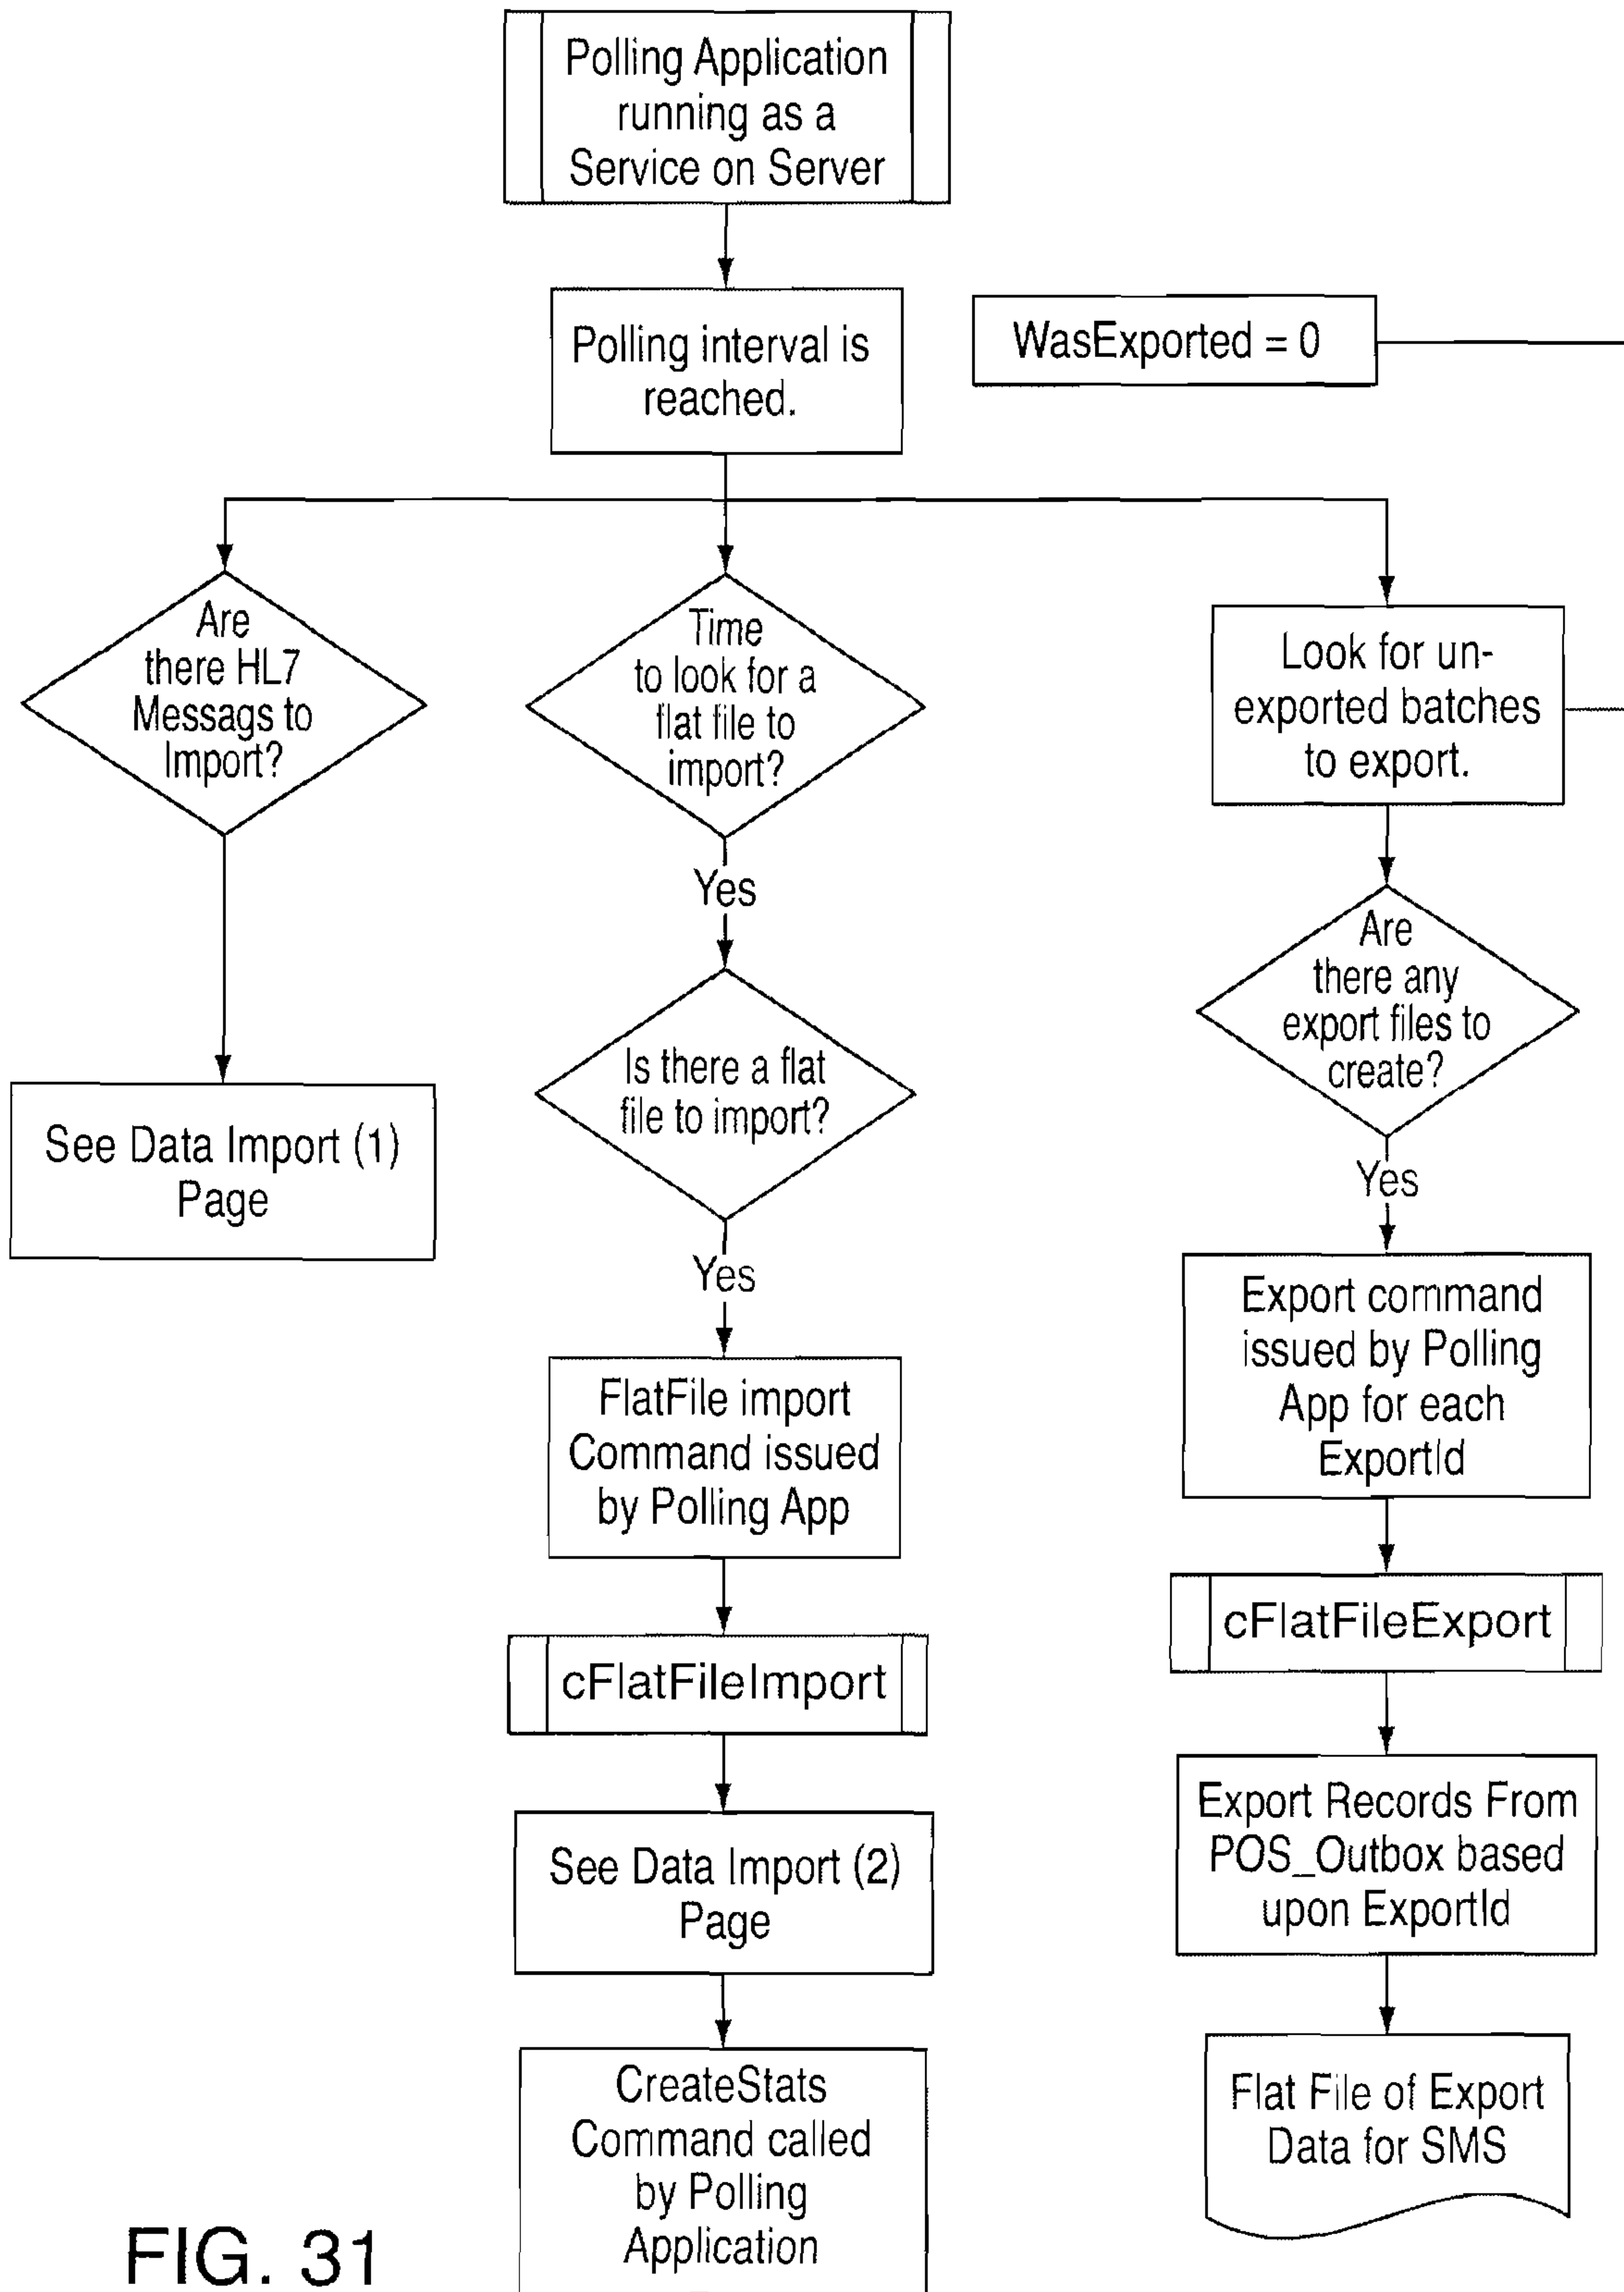 Polling Application
running as a
Service on Server
Polling interval is
reached.
WasExported = 0
Are
there HL7
Messags to
Import?
Time
to look for a
flat file to
import?
Look for un-
exported batches
to export.
Yes
Are
there any
export files to
create?
Is there a flat
file to import?
See Data Import (1)
Page
Yes
Yes
Export command
issued by Polling
App for each
ExportId
FlatFile import
Command issued
by Polling App
cFlatFileExport
cFlatFileImport
Export Records From
POS_Outbox based
upon ExportId
See Data Import (2)
Page
Flat File of Export
Data for SMS
CreateStats
Command called
by Polling
Application
FIG. 31